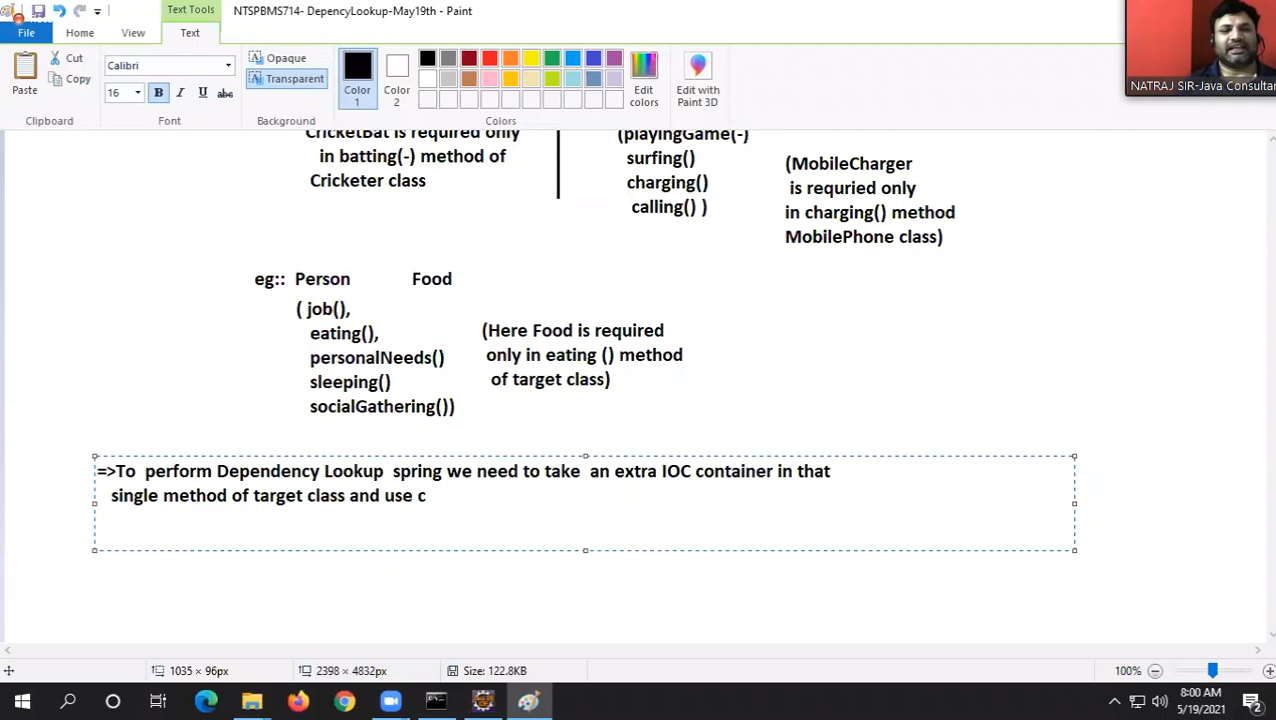 Text Tools
NTSPBMS714- DepencyLookup-May19th - Paint
File
Home
View
Text
Cut
Copy
Paste
Clipboard
Calibri
16
B
I
U
abc
Font
Opaque
Transparent
Background
Color 1
Color 2
Edit colors
Colors
Edit with Paint 3D
NATRAJ SIR-Java Consultan
CricketBat is required only
in batting(-) method of
Cricketer class
(playingGame(-)
surfing()
charging()
calling() )
(MobileCharger
is requried only
in charging() method
MobilePhone class)
eg:: Person Food
( job(),
eating(),
personalNeeds()
sleeping()
socialGathering())
(Here Food is required
only in eating () method
of target class)
=>To perform Dependency Lookup spring we need to take an extra IOC container in that
single method of target class and use c
1035 × 96px
2398 × 4832px
Size: 122.8KB
100%
8:00 AM
5/19/2021
2